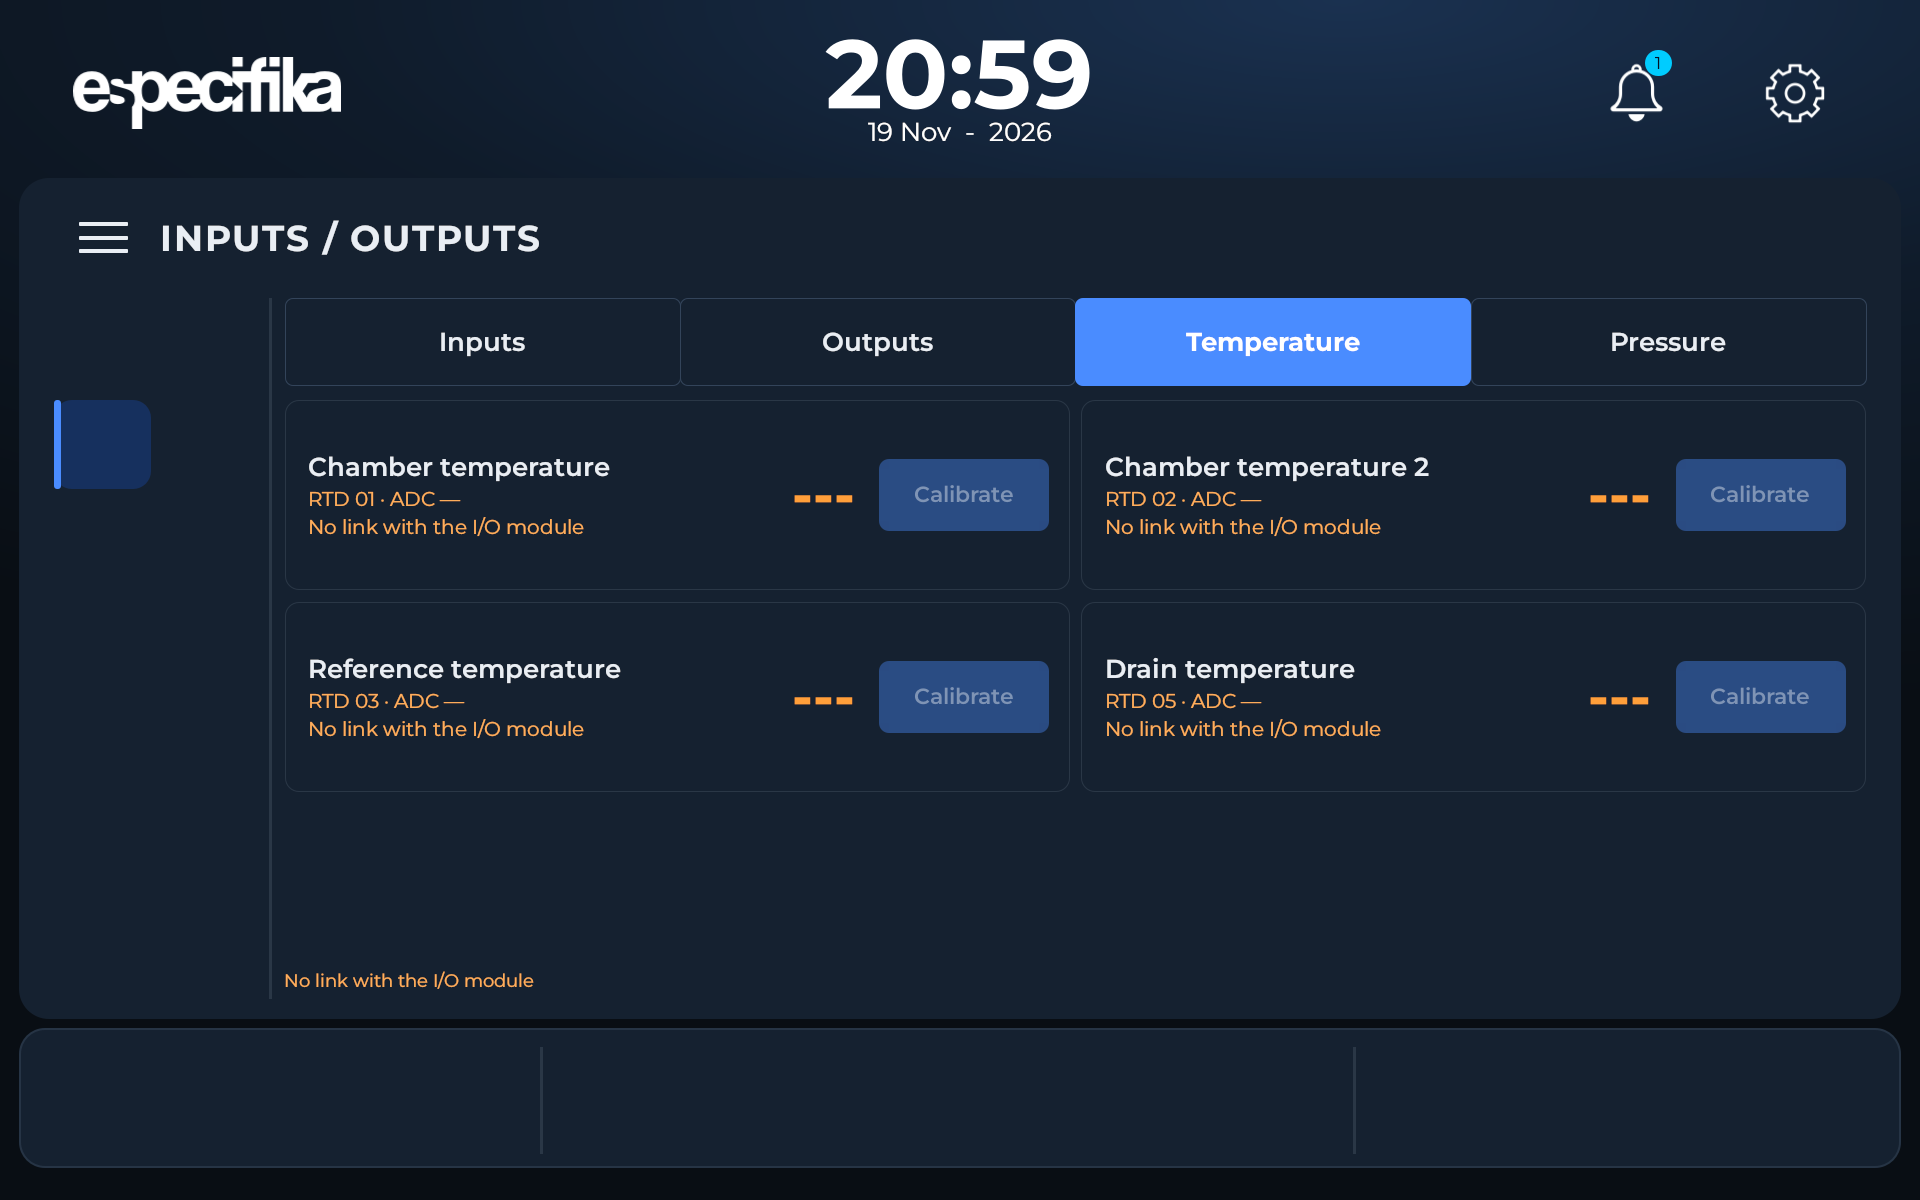 especifika
20:59
19 Nov - 2026
1
INPUTS / OUTPUTS
Inputs
Outputs
Temperature
Pressure
Chamber temperature
RTD 01 · ADC —
No link with the I/O module
---
Calibrate
Chamber temperature 2
RTD 02 · ADC —
No link with the I/O module
---
Calibrate
Reference temperature
RTD 03 · ADC —
No link with the I/O module
---
Calibrate
Drain temperature
RTD 05 · ADC —
No link with the I/O module
---
Calibrate
No link with the I/O module